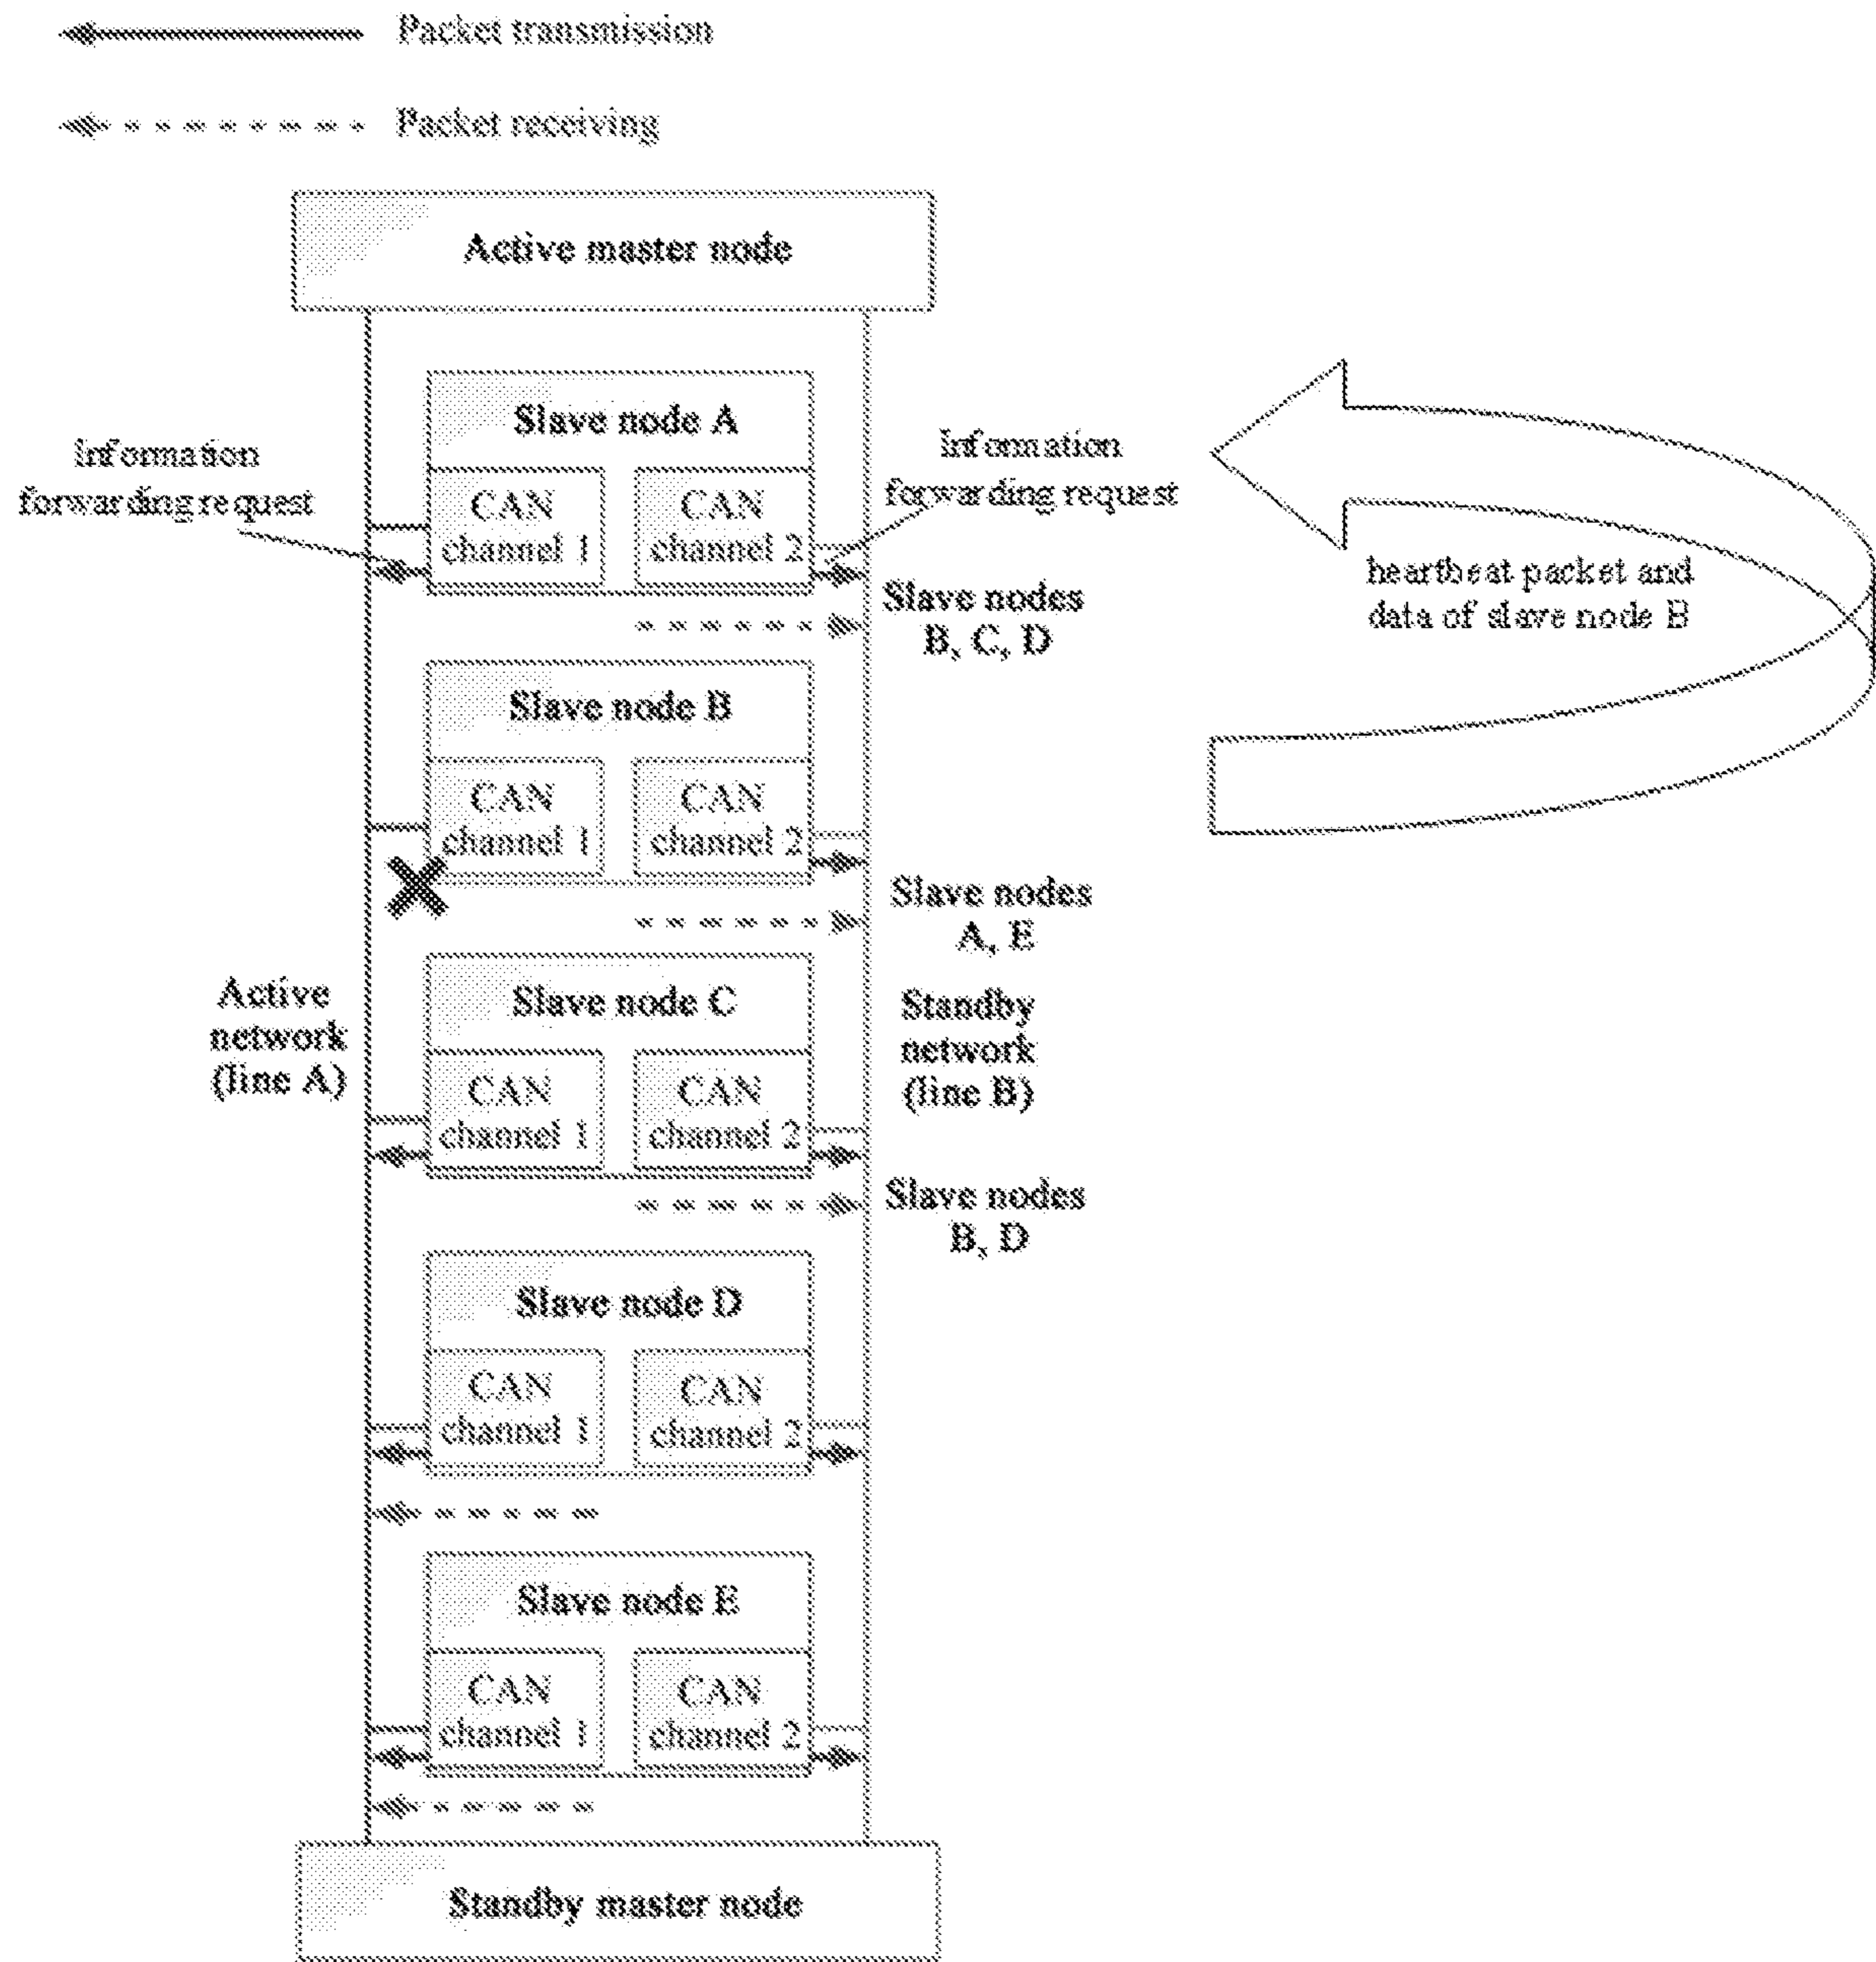 Packet transmission
Packet receiving
Active master node
Slave node A
Information
forwarding request
CAN
channel 1
CAN
channel 2
Information
forwarding request
Slave nodes
B, C, D
heartbeat packet and
data of slave node B
Slave node B
CAN
channel 1
CAN
channel 2
Slave nodes
A, E
Active
network
(line A)
Slave node C
CAN
channel 1
CAN
channel 2
Standby
network
(line B)
Slave nodes
B, D
Slave node D
CAN
channel 1
CAN
channel 2
Slave node E
CAN
channel 1
CAN
channel 2
Standby master node